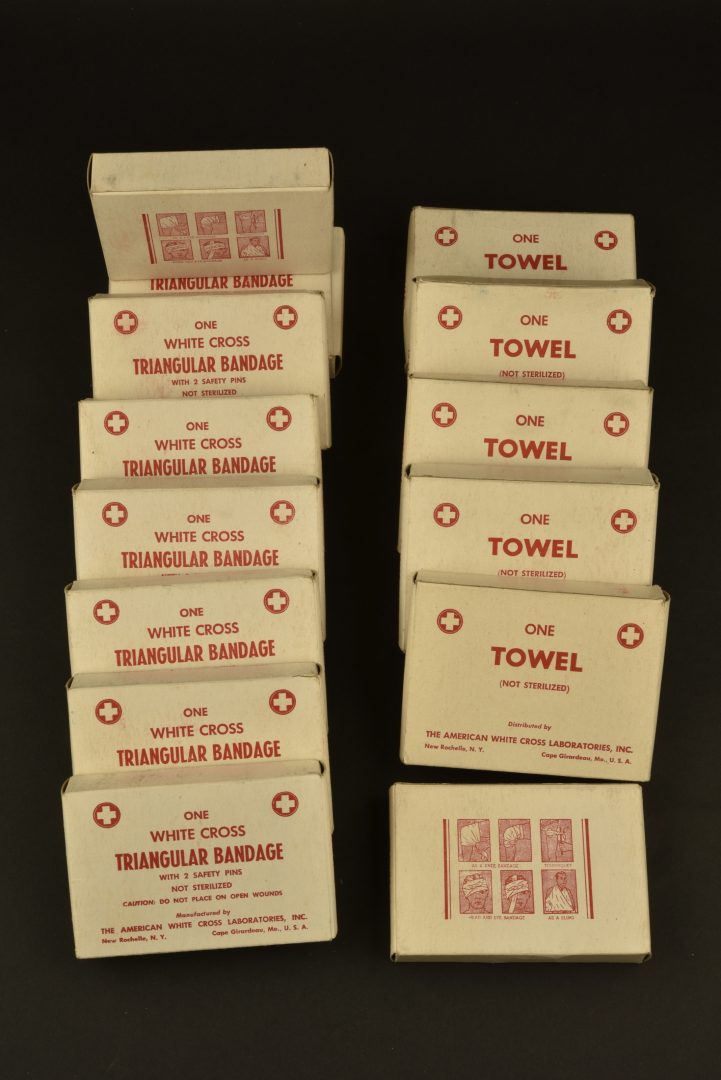 TRIANGULAR BANDAGE
ONE
WHITE CROSS
TRIANGULAR BANDAGE
WITH 2 SAFETY PINS
NOT STERILIZED
ONE
WHITE CROSS
TRIANGULAR BANDAGE
ONE
WHITE CROSS
TRIANGULAR BANDAGE
ONE
WHITE CROSS
TRIANGULAR BANDAGE
ONE
WHITE CROSS
TRIANGULAR BANDAGE
ONE
WHITE CROSS
TRIANGULAR BANDAGE
WITH 2 SAFETY PINS
NOT STERILIZED
CAUTION: DO NOT PLACE ON OPEN WOUNDS
Manufactured by
THE AMERICAN WHITE CROSS LABORATORIES, INC.
New Rochelle, N. Y. Cape Girardeau, Mo., U. S. A.
ONE
TOWEL
ONE
TOWEL
(NOT STERILIZED)
ONE
TOWEL
ONE
TOWEL
(NOT STERILIZED)
ONE
TOWEL
(NOT STERILIZED)
Distributed by
THE AMERICAN WHITE CROSS LABORATORIES, INC.
New Rochelle, N. Y. Cape Girardeau, Mo., U. S. A.
AS A KNEE BANDAGE TOURNIQUET
HEAD AND EYE BANDAGE AS A SLING